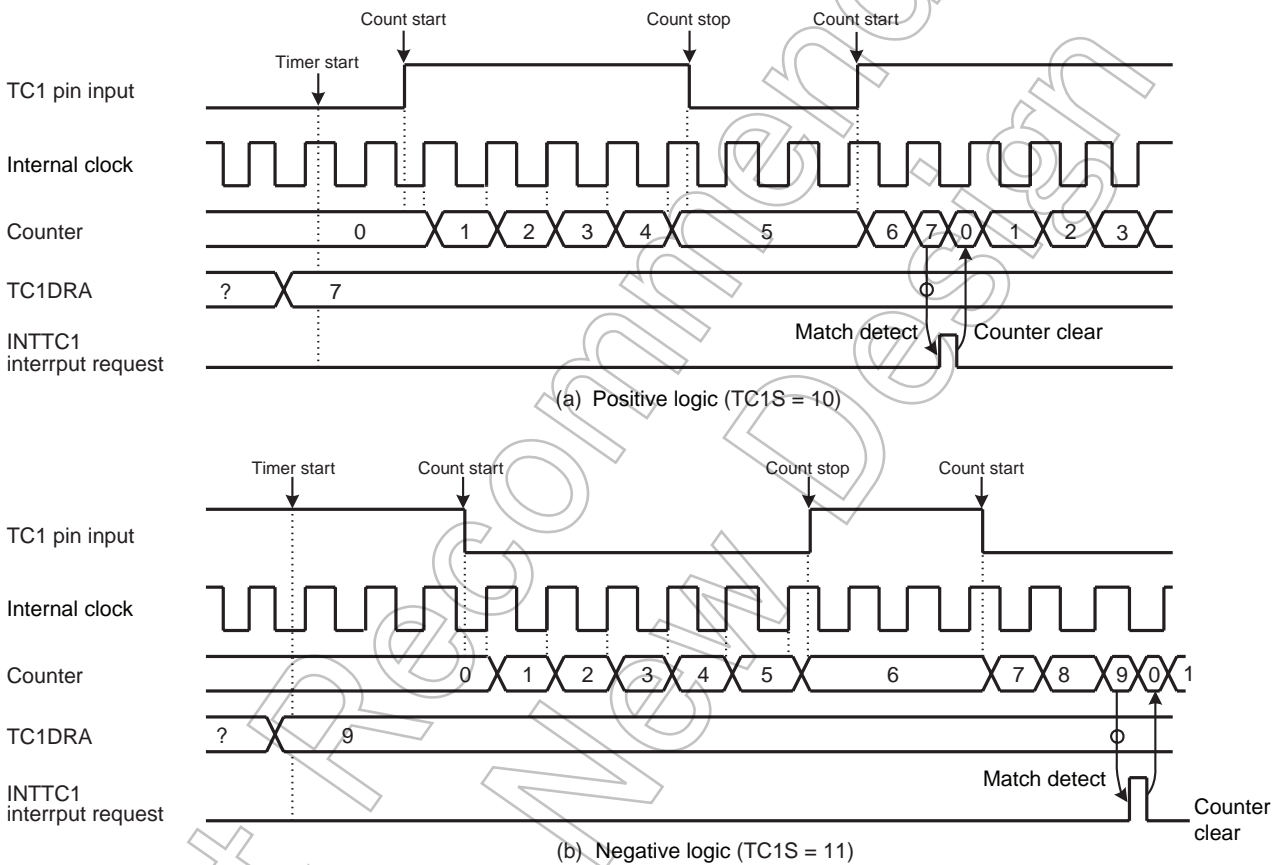 Count start Count stop Count start
Timer start
TC1 pin input
Internal clock
Counter 0 1 2 3 4 5 6 7 0 1 2 3
TC1DRA ? 7
Match detect Counter clear
INTTC1
interrput request
(a) Positive logic (TC1S = 10)
Timer start Count start Count stop Count start
TC1 pin input
Internal clock
Counter 0 1 2 3 4 5 6 7 8 9 0 1
TC1DRA ? 9
Match detect
INTTC1
interrput request
Counter
clear
(b) Negative logic (TC1S = 11)
t Recommend
New Design